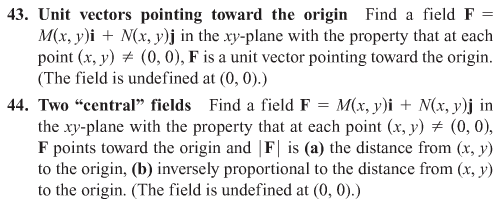 43. Unit vectors pointing toward the origin Find a field F =
M(x, y)i + N(x, y)j in the xy-plane with the property that at each
point (x, y) ≠ (0, 0), F is a unit vector pointing toward the origin.
(The field is undefined at (0, 0).)
44. Two “central” fields Find a field F = M(x, y)i + N(x, y)j in
the xy-plane with the property that at each point (x, y) ≠ (0, 0),
F points toward the origin and |F| is (a) the distance from (x, y)
to the origin, (b) inversely proportional to the distance from (x, y)
to the origin. (The field is undefined at (0, 0).)